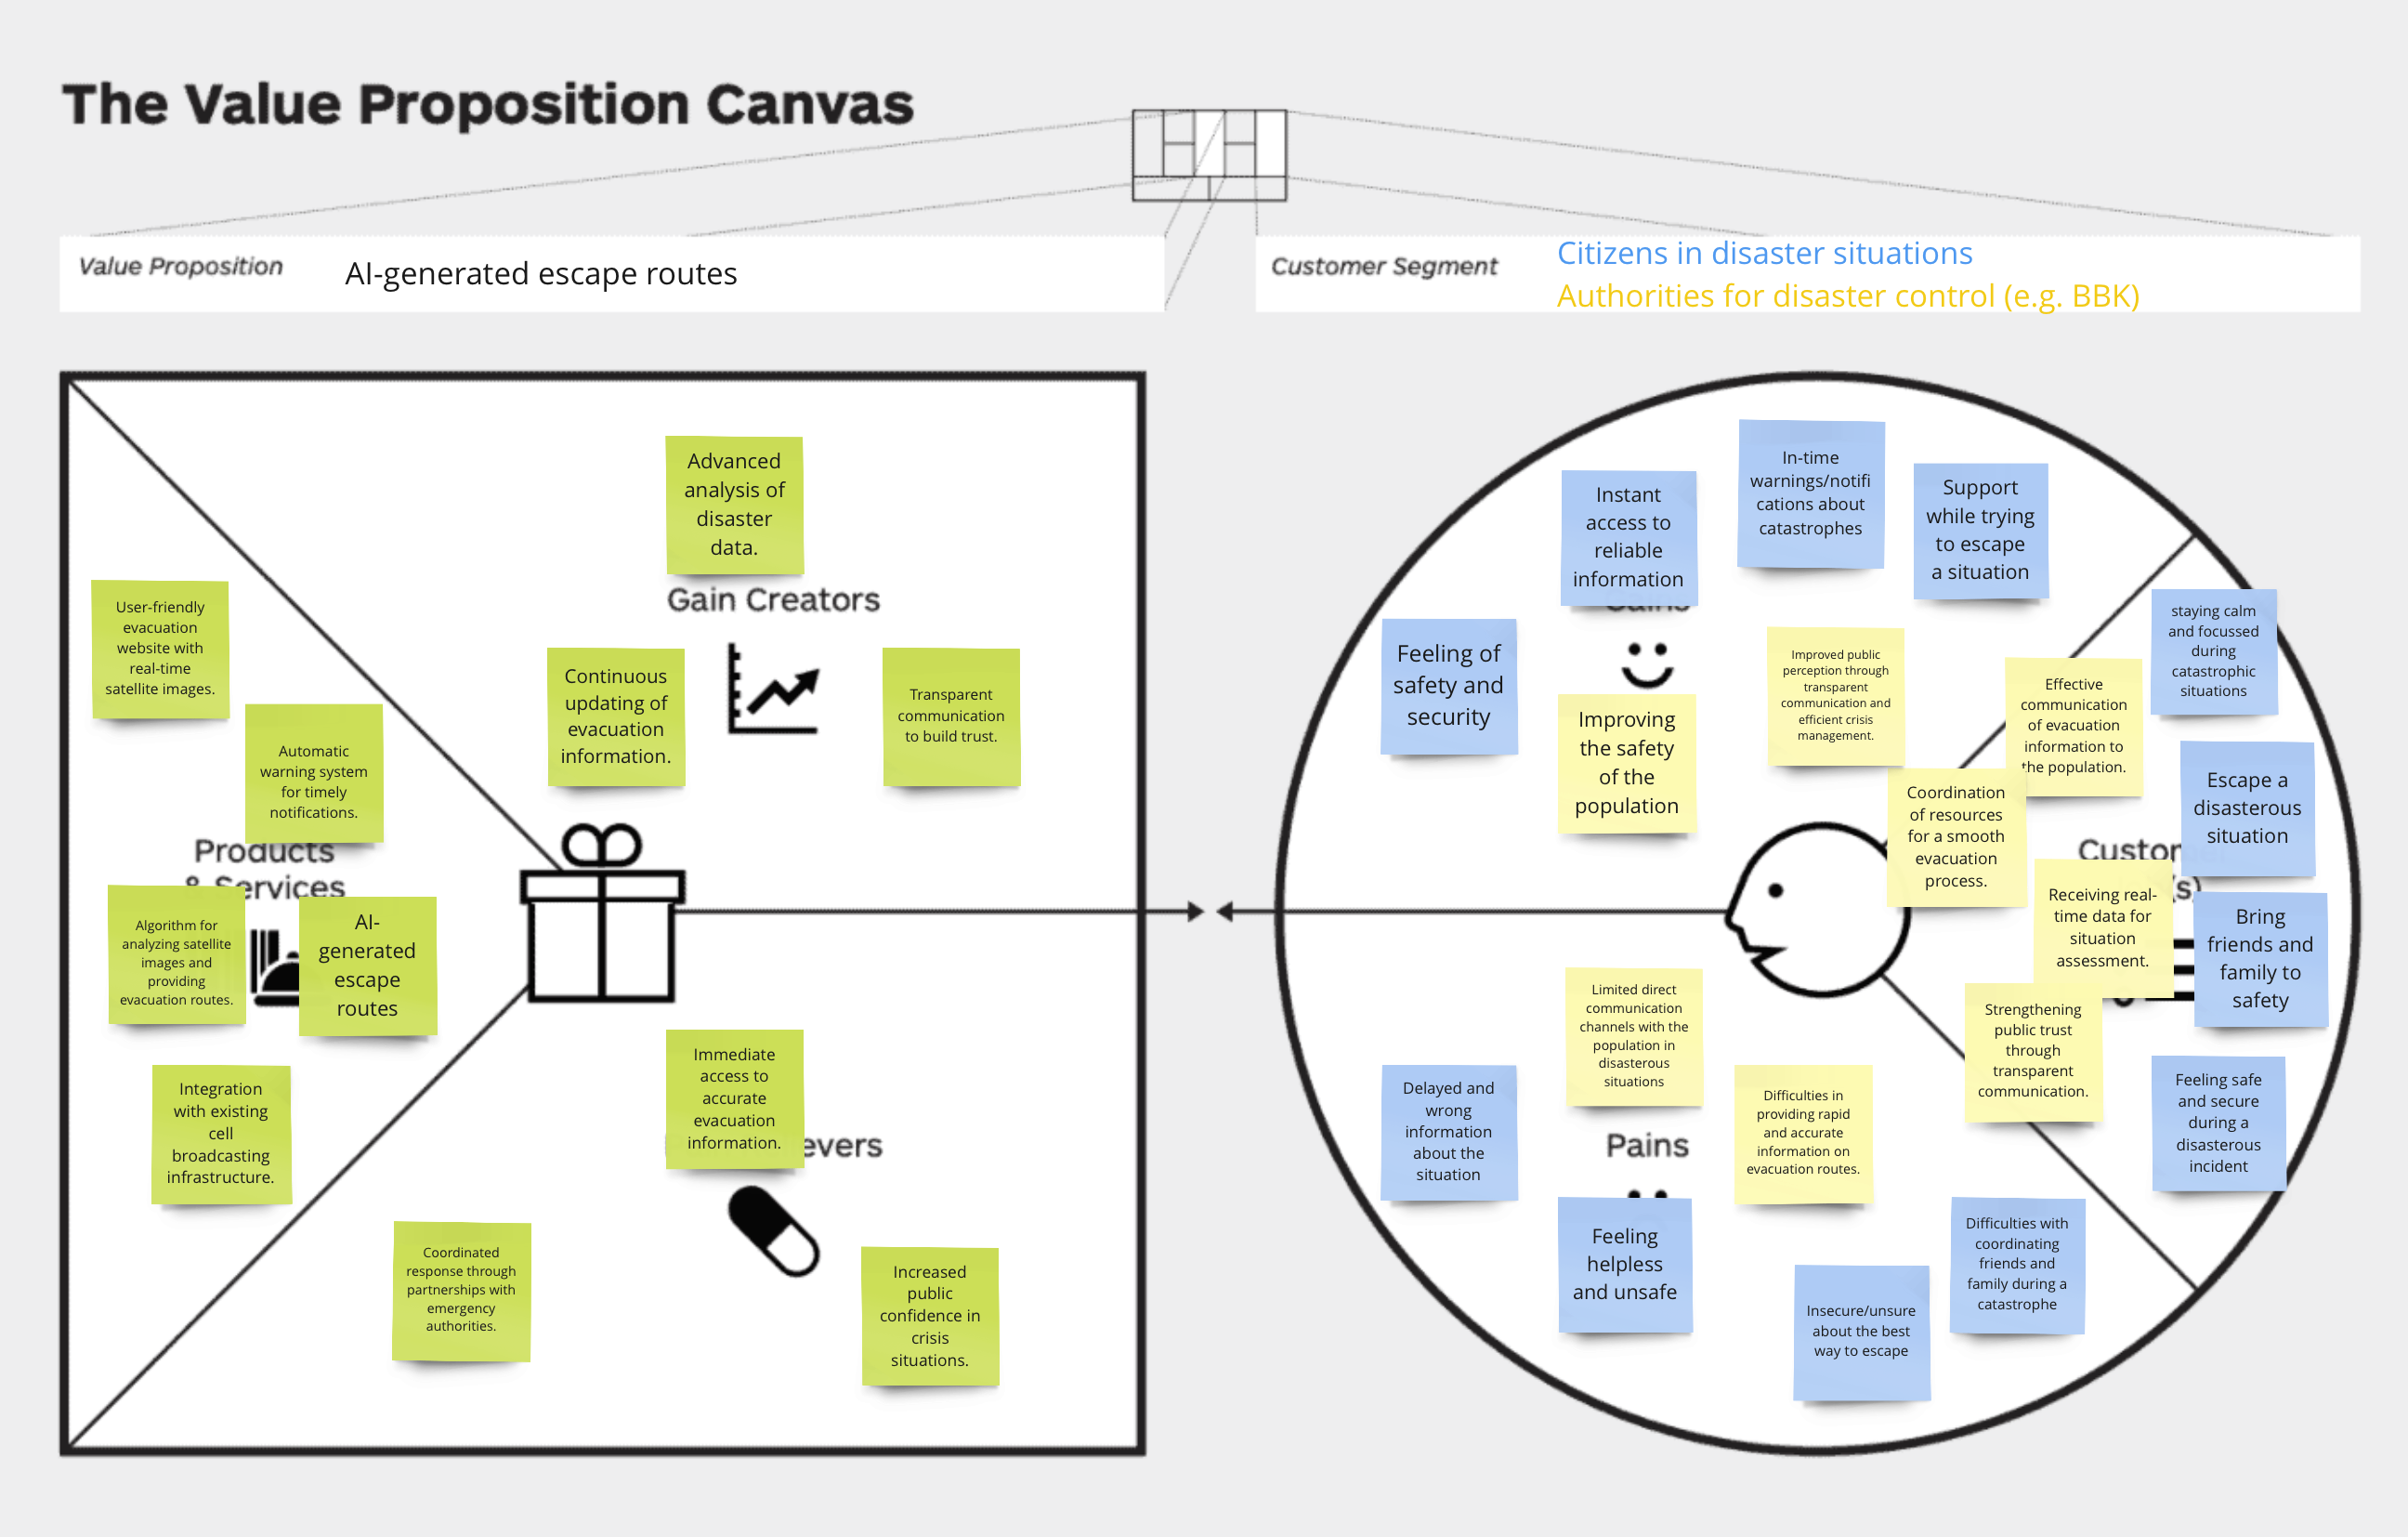 The Value Proposition Canvas
Value Proposition
AI-generated escape routes
Customer Segment
Citizens in disaster situations
Authorities for disaster control (e.g. BBK)
Advanced
analysis of
disaster
data.
Gain Creators
Continuous
updating of
evacuation
information.
Transparent
communication
to build trust.
User-friendly
evacuation
website with
real-time
satellite images.
Automatic
warning system
for timely
notifications.
Products
& Services
Algorithm for
analyzing satellite
images and
providing
evacuation routes.
AI-
generated
escape
routes
Integration
with existing
cell
broadcasting
infrastructure.
Immediate
access to
accurate
evacuation
information.
evers
Coordinated
response through
partnerships with
emergency
authorities.
Increased
public
confidence in
crisis
situations.
Instant
access to
reliable
information
In-time
warnings/notifi
cations about
catastrophes
Support
while trying
to escape
a situation
Gains
Feeling of
safety and
security
Improving
the safety
of the
population
Improved public
perception through
transparent
communication and
efficient crisis
management.
Effective
communication
of evacuation
information to
the population.
Coordination
of resources
for a smooth
evacuation
process.
staying calm
and focussed
during
catastrophic
situations
Escape a
disasterous
situation
Custom
(s)
Receiving real-
time data for
situation
assessment.
Bring
friends and
family to
safety
Strengthening
public trust
through
transparent
communication.
Feeling safe
and secure
during a
disasterous
incident
Limited direct
communication
channels with the
population in
disasterous
situations
Delayed and
wrong
information
about the
situation
Pains
Difficulties in
providing rapid
and accurate
information on
evacuation routes.
Feeling
helpless
and unsafe
Insecure/unsure
about the best
way to escape
Difficulties with
coordinating
friends and
family during a
catastrophe